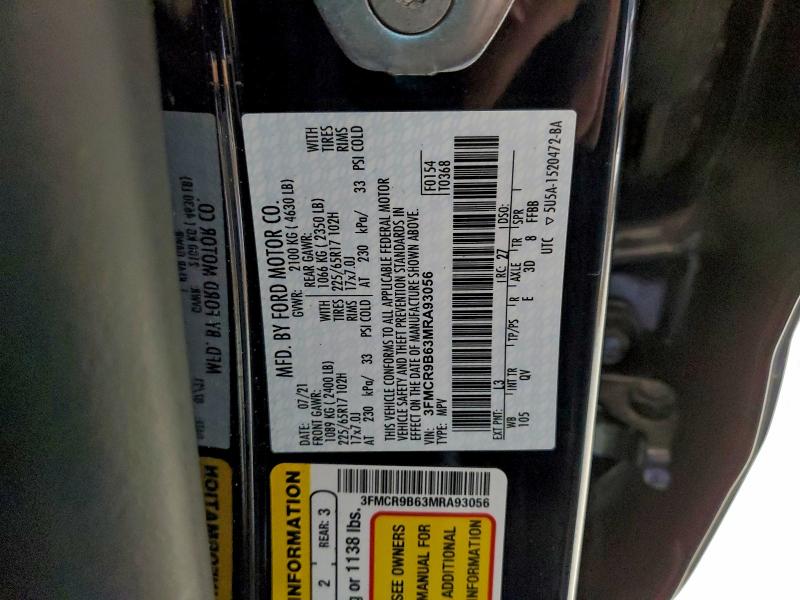 MFD. BY FORD MOTOR CO.
DATE: 07/21 GVWR: 2100 KG ( 4630 LB)
FRONT GAWR: REAR GAWR:
1089 KG ( 2400 LB) WITH 1066 KG ( 2350 LB) WITH
225/65R17 102H TIRES 225/65R17 102H TIRES
17x7.0J RIMS 17x7.0J RIMS
AT 230 kPa/ 33 PSI COLD AT 230 kPa/ 33 PSI COLD
THIS VEHICLE CONFORMS TO ALL APPLICABLE FEDERAL MOTOR
VEHICLE SAFETY AND THEFT PREVENTION STANDARDS IN
EFFECT ON THE DATE OF MANUFACTURE SHOWN ABOVE.
VIN: 3FMCR9B63MRA93056
TYPE: MPV
F0154
T0368
EXT PNT: L3 RC: 27 DSO:
WB INT TR TP/PS R AXLE TR SPR
105 QV E 3D 8 FFBB
UTC ▽ 5U5A-1520472-BA
INFORMATION
2 REAR: 3
g or 1138 lbs.
3FMCR9B63MRA93056
SEE OWNERS
MANUAL FOR
ADDITIONAL
INFORMATION